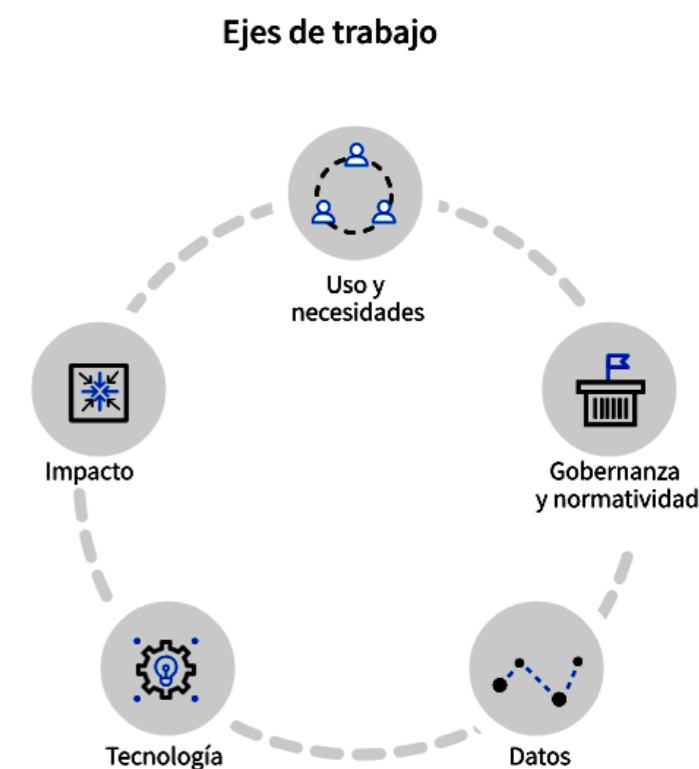 Ejes de trabajo
Uso y
necesidades
Impacto
Gobernanza
y normatividad
Tecnología
Datos